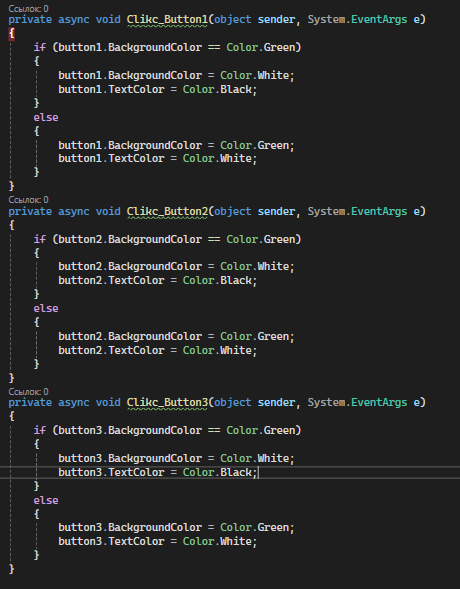 Ссылок: 0
private async void Clikc_Button1(object sender, System.EventArgs e)
{
if (button1.BackgroundColor == Color.Green)
{
button1.BackgroundColor = Color.White;
button1.TextColor = Color.Black;
}
else
{
button1.BackgroundColor = Color.Green;
button1.TextColor = Color.White;
}
}
Ссылок: 0
private async void Clikc_Button2(object sender, System.EventArgs e)
{
if (button2.BackgroundColor == Color.Green)
{
button2.BackgroundColor = Color.White;
button2.TextColor = Color.Black;
}
else
{
button2.BackgroundColor = Color.Green;
button2.TextColor = Color.White;
}
}
Ссылок: 0
private async void Clikc_Button3(object sender, System.EventArgs e)
{
if (button3.BackgroundColor == Color.Green)
{
button3.BackgroundColor = Color.White;
button3.TextColor = Color.Black;
}
else
{
button3.BackgroundColor = Color.Green;
button3.TextColor = Color.White;
}
}